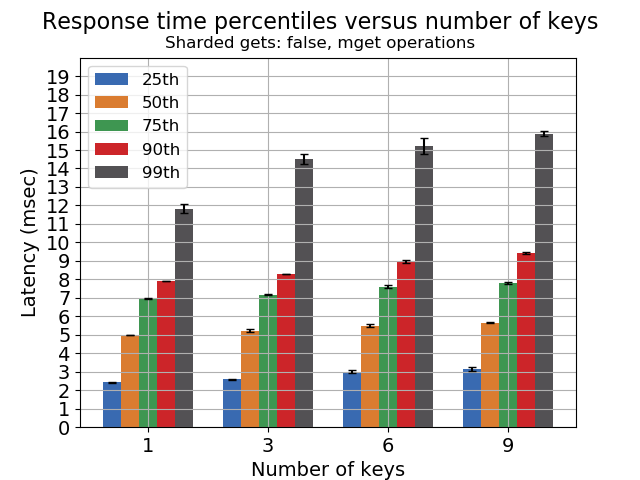 Response time percentiles versus number of keys
Sharded gets: false, mget operations
Latency (msec)
19
18
17
16
15
14
13
12
11
10
9
8
7
6
5
4
3
2
1
0
25th
50th
75th
90th
99th
1 3 6 9
Number of keys